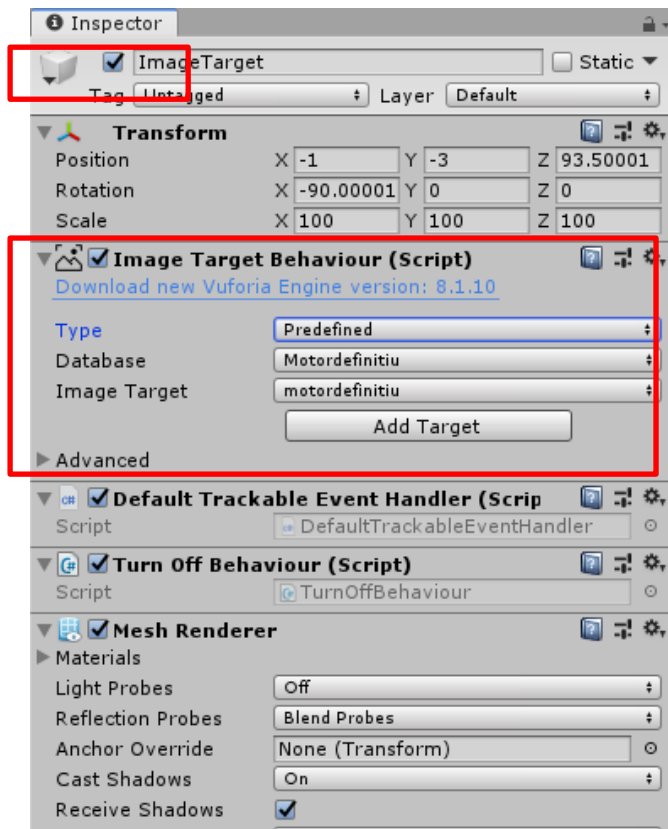 Inspector
ImageTarget Static
Tag Untagged Layer Default
Transform
Position X -1 Y -3 Z 93.50001
Rotation X -90.00001 Y 0 Z 0
Scale X 100 Y 100 Z 100
Image Target Behaviour (Script)
Download new Vuforia Engine version: 8.1.10
Type Predefined
Database Motordefinitiu
Image Target motordefinitiu
Add Target
Advanced
c# Default Trackable Event Handler (Scrip
Script DefaultTrackableEventHandler
Turn Off Behaviour (Script)
Script TurnOffBehaviour
Mesh Renderer
Materials
Light Probes Off
Reflection Probes Blend Probes
Anchor Override None (Transform)
Cast Shadows On
Receive Shadows